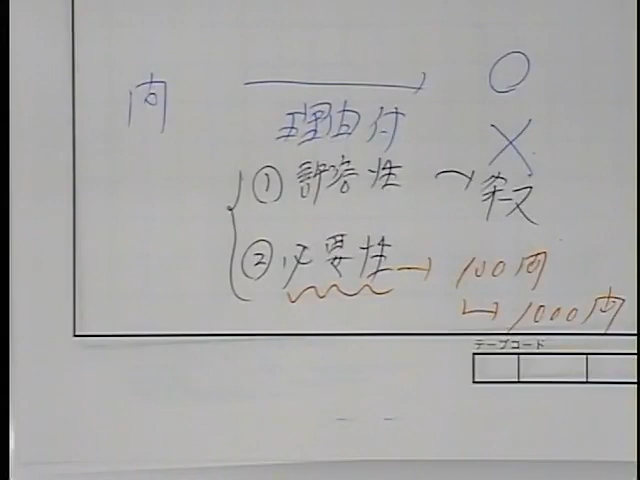 内 → ○
理由付 ×
① 許容性 → 殺
② 必要性 → 100円
↳ 1000円
テープコード